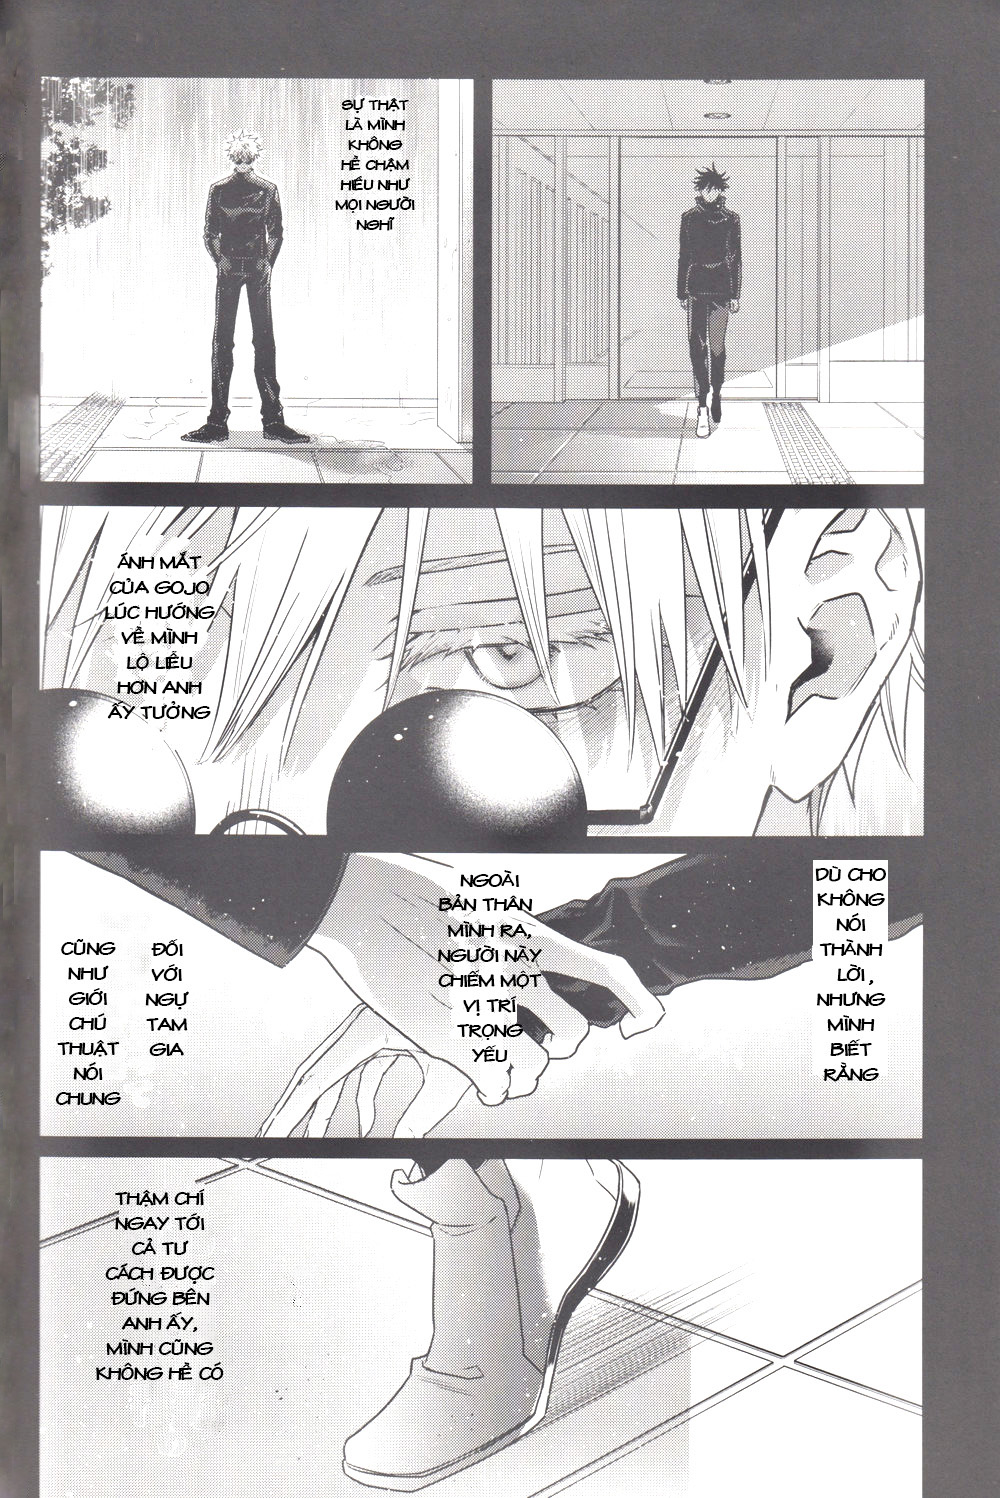 SỰ THẬT
LÀ MÌNH
KHÔNG
HỀ CHẬM
HIỂU NHƯ
MỌI NGƯỜI
NGHĨ
ÁNH MẮT
CỦA GOJO
LÚC HƯỚNG
VỀ MÌNH
LỘ LIỄU
HƠN ANH
ẤY TƯỞNG
DÙ CHO
KHÔNG
NÓI
THÀNH
LỜI,
NHƯNG
MÌNH
BIẾT
RẰNG
NGOÀI
BẢN THÂN
MÌNH RA,
NGƯỜI NÀY
CHIẾM MỘT
VỊ TRÍ
TRỌNG
YẾU
ĐỐI
VỚI
NGỰ
TAM
GIA
CŨNG
NHƯ
GIỚI
CHÚ
THUẬT
NÓI
CHUNG
THẬM CHÍ
NGAY TỚI
CẢ TƯ
CÁCH ĐƯỢC
ĐỨNG BÊN
ANH ẤY,
MÌNH CŨNG
KHÔNG HỀ CÓ